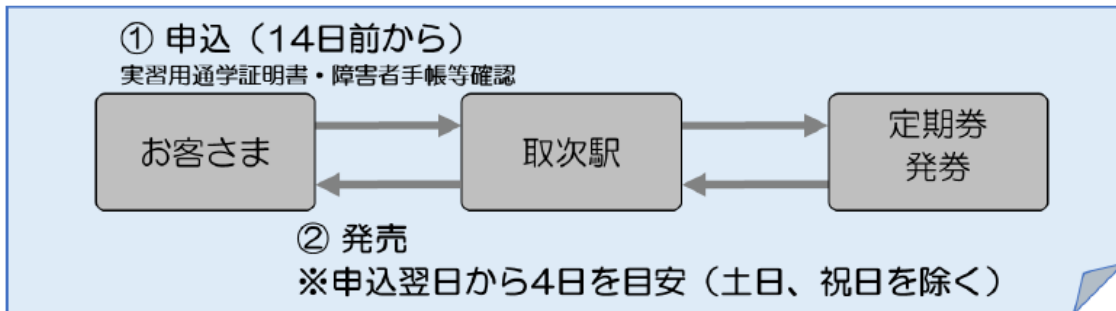 ① 申込（14日前から）
実習用通学証明書・障害者手帳等確認
お客さま
取次駅
定期券
発券
② 発売
※申込翌日から4日を目安（土日、祝日を除く）